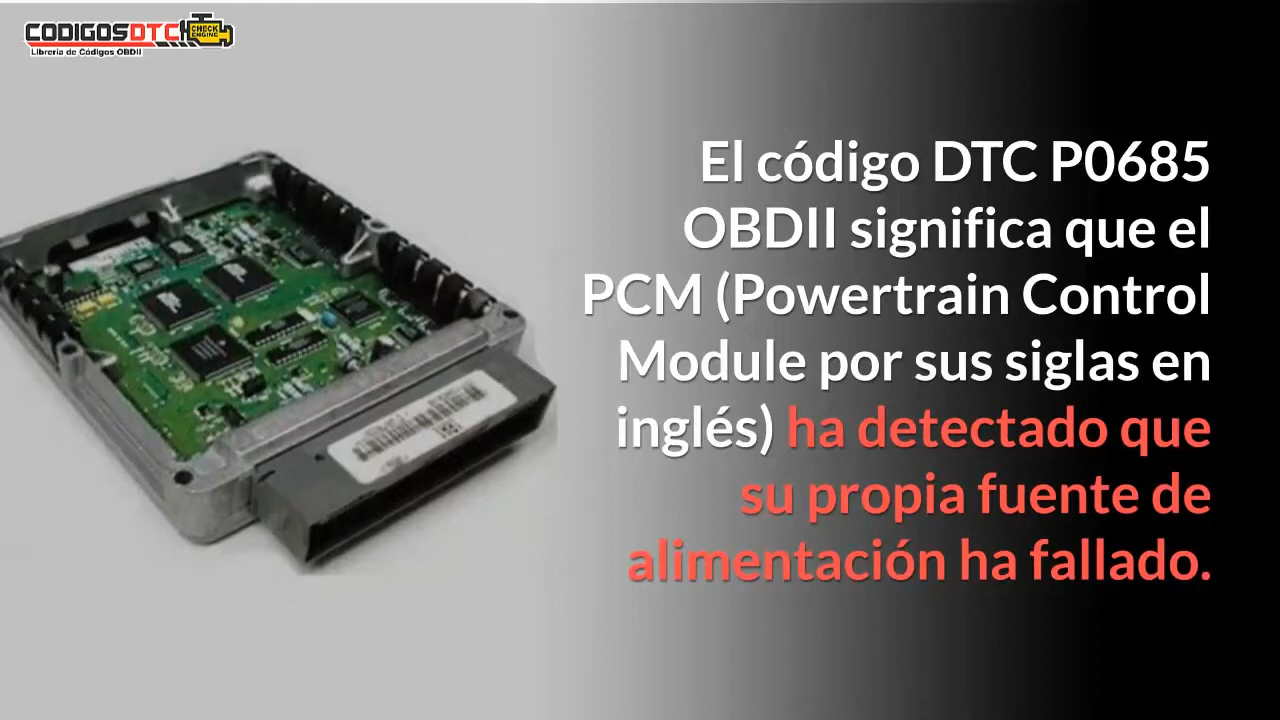 CODIGOSDTC
CHECK
ENGINE
Librería de Códigos OBDII
El código DTC P0685
OBDII significa que el
PCM (Powertrain Control
Module por sus siglas en
inglés) ha detectado que
su propia fuente de
alimentación ha fallado.